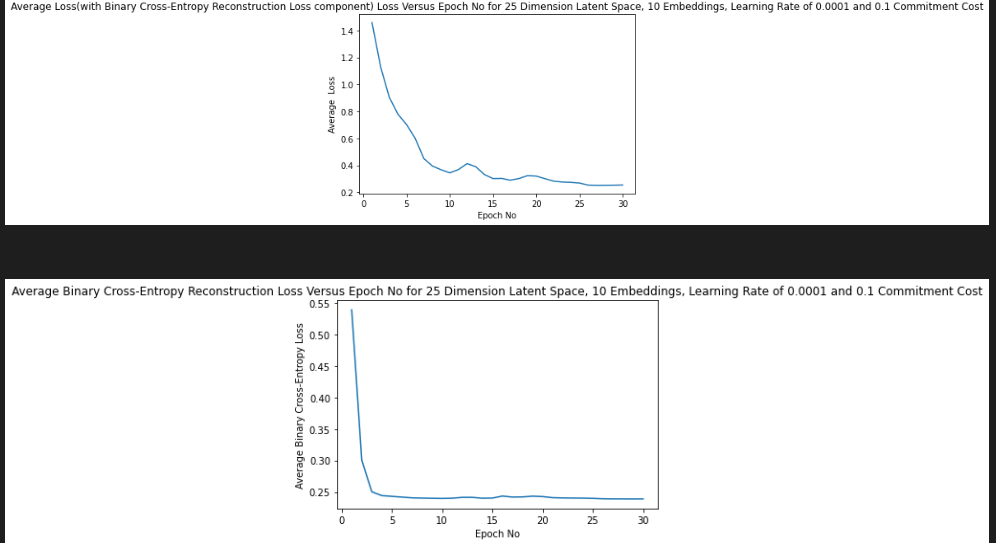 Average Loss(with Binary Cross-Entropy Reconstruction Loss component) Loss Versus Epoch No for 25 Dimension Latent Space, 10 Embeddings, Learning Rate of 0.0001 and 0.1 Commitment Cost
1.4
1.2
1.0
0.8
0.6
0.4
0.2
Average Loss
0 5 10 15 20 25 30
Epoch No
Average Binary Cross-Entropy Reconstruction Loss Versus Epoch No for 25 Dimension Latent Space, 10 Embeddings, Learning Rate of 0.0001 and 0.1 Commitment Cost
0.55
0.50
0.45
0.40
0.35
0.30
0.25
Average Binary Cross-Entropy Loss
0 5 10 15 20 25 30
Epoch No